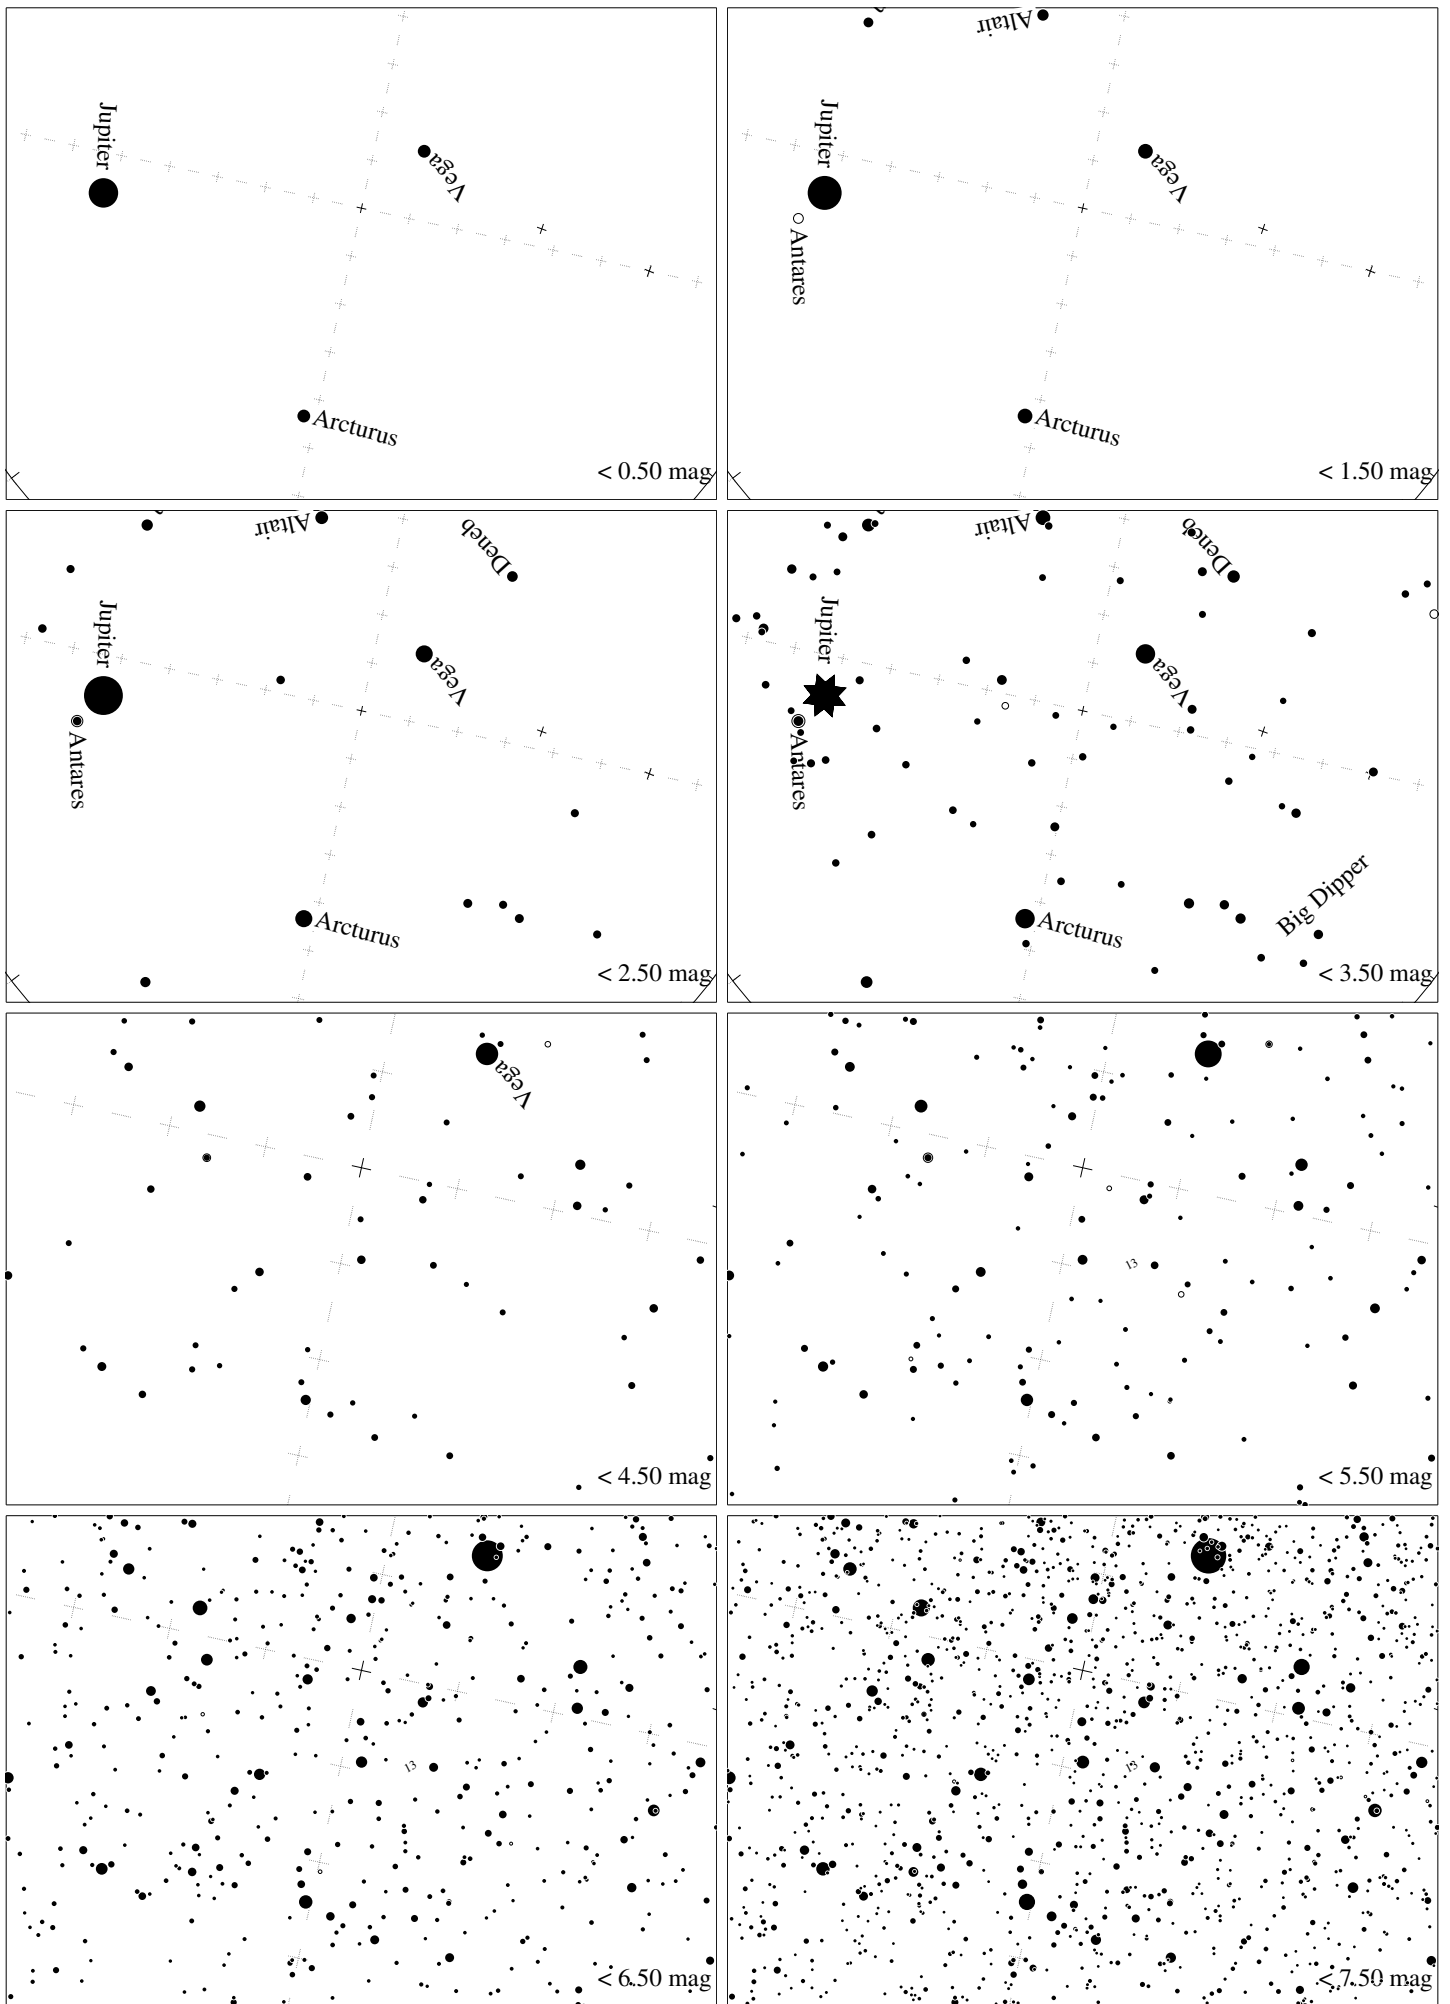 Jupiter
Vega
Arcturus
< 0.50 mag
Altair
Jupiter
Antares
Vega
Arcturus
< 1.50 mag
Altair
Deneb
Jupiter
Vega
Antares
Arcturus
< 2.50 mag
Altair
Deneb
Jupiter
Vega
Antares
Big Dipper
Arcturus
< 3.50 mag
Vega
< 4.50 mag
13
< 5.50 mag
13
< 6.50 mag
13
< 7.50 mag